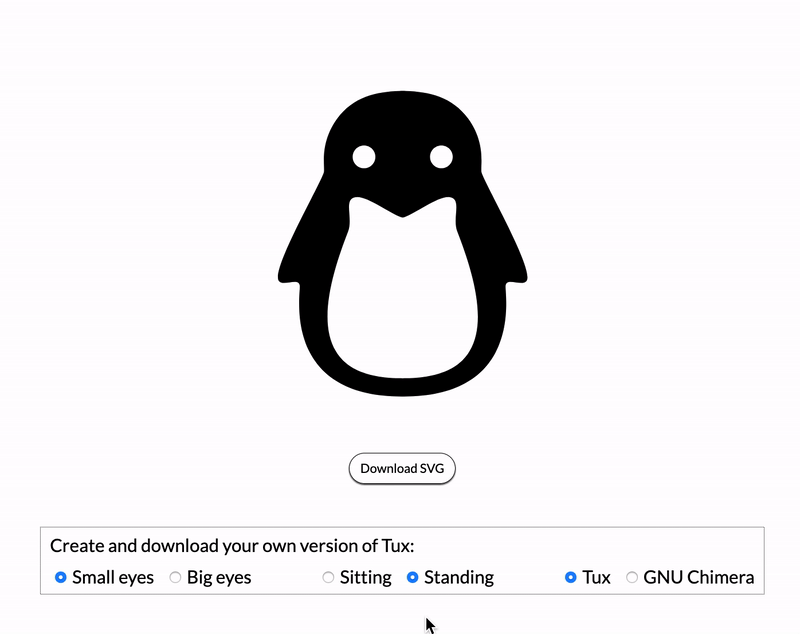 Download SVG
Create and download your own version of Tux:
Small eyes Big eyes Sitting Standing Tux GNU Chimera